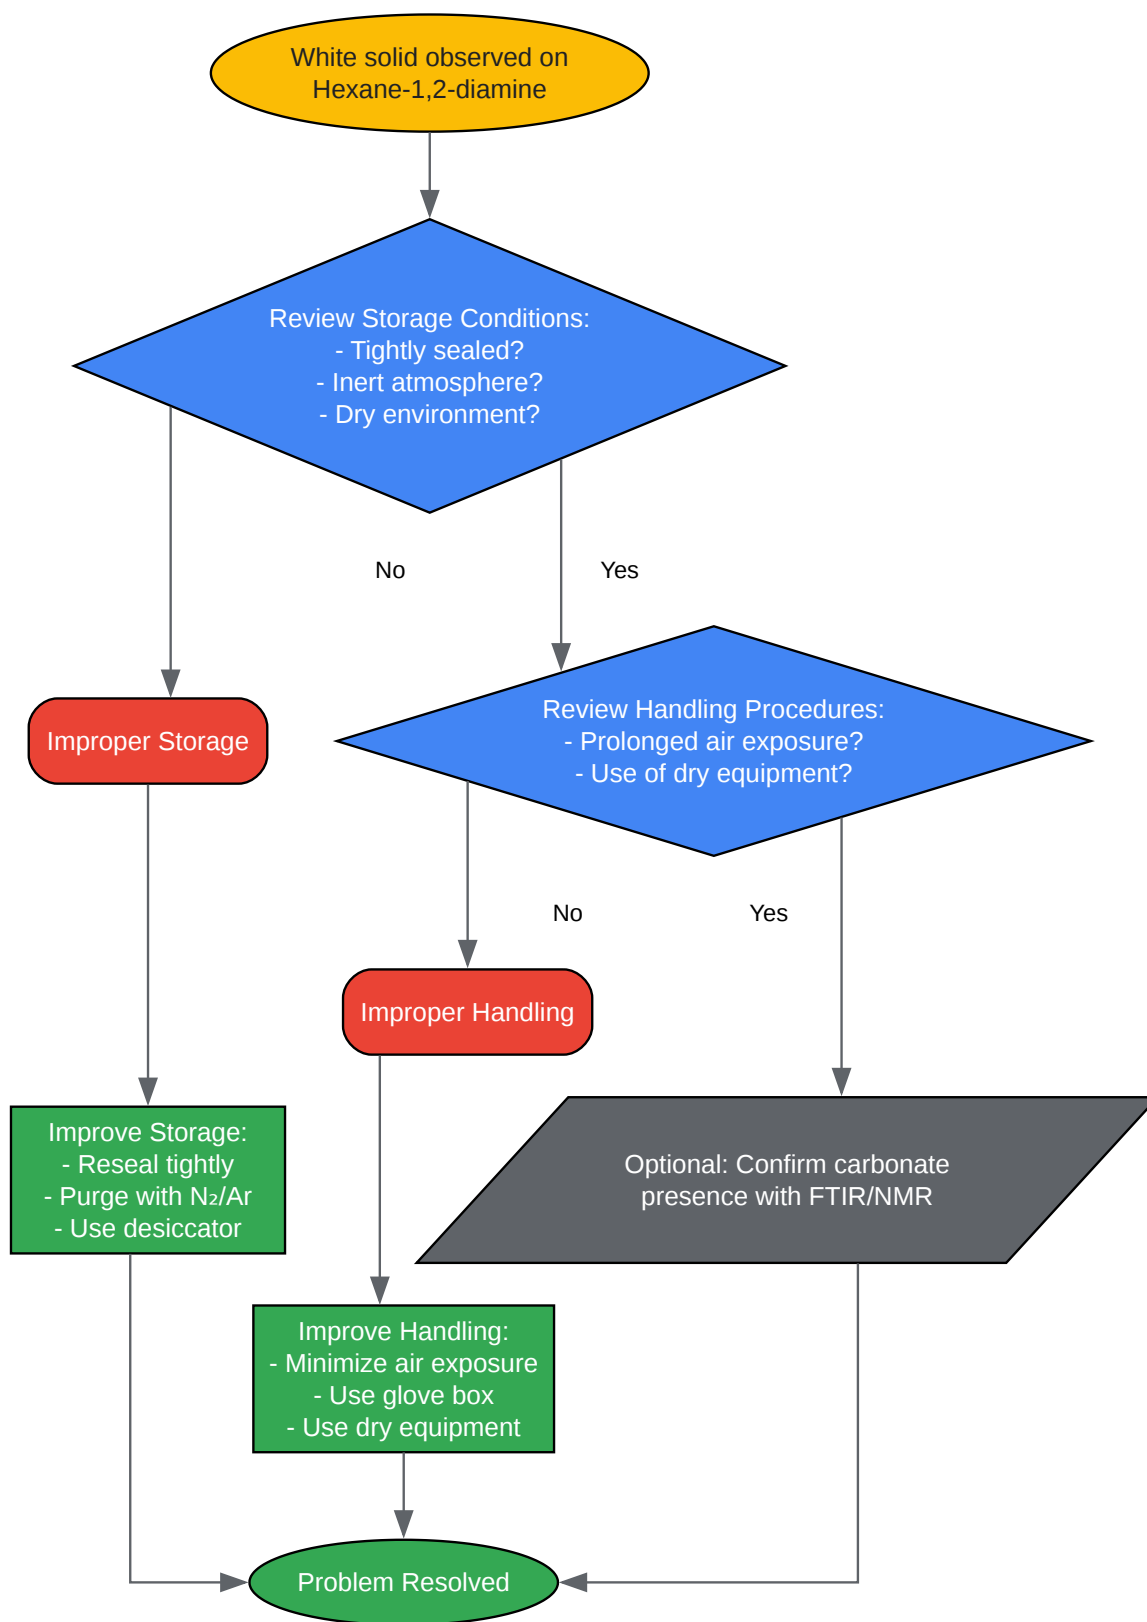 White solid observed on
Hexane-1,2-diamine
Review Storage Conditions:
- Tightly sealed?
- Inert atmosphere?
- Dry environment?
No
Yes
Review Handling Procedures:
- Prolonged air exposure?
- Use of dry equipment?
Improper Storage
No
Yes
Improper Handling
Improve Storage:
- Reseal tightly
- Purge with N₂/Ar
- Use desiccator
Optional: Confirm carbonate
presence with FTIR/NMR
Improve Handling:
- Minimize air exposure
- Use glove box
- Use dry equipment
Problem Resolved